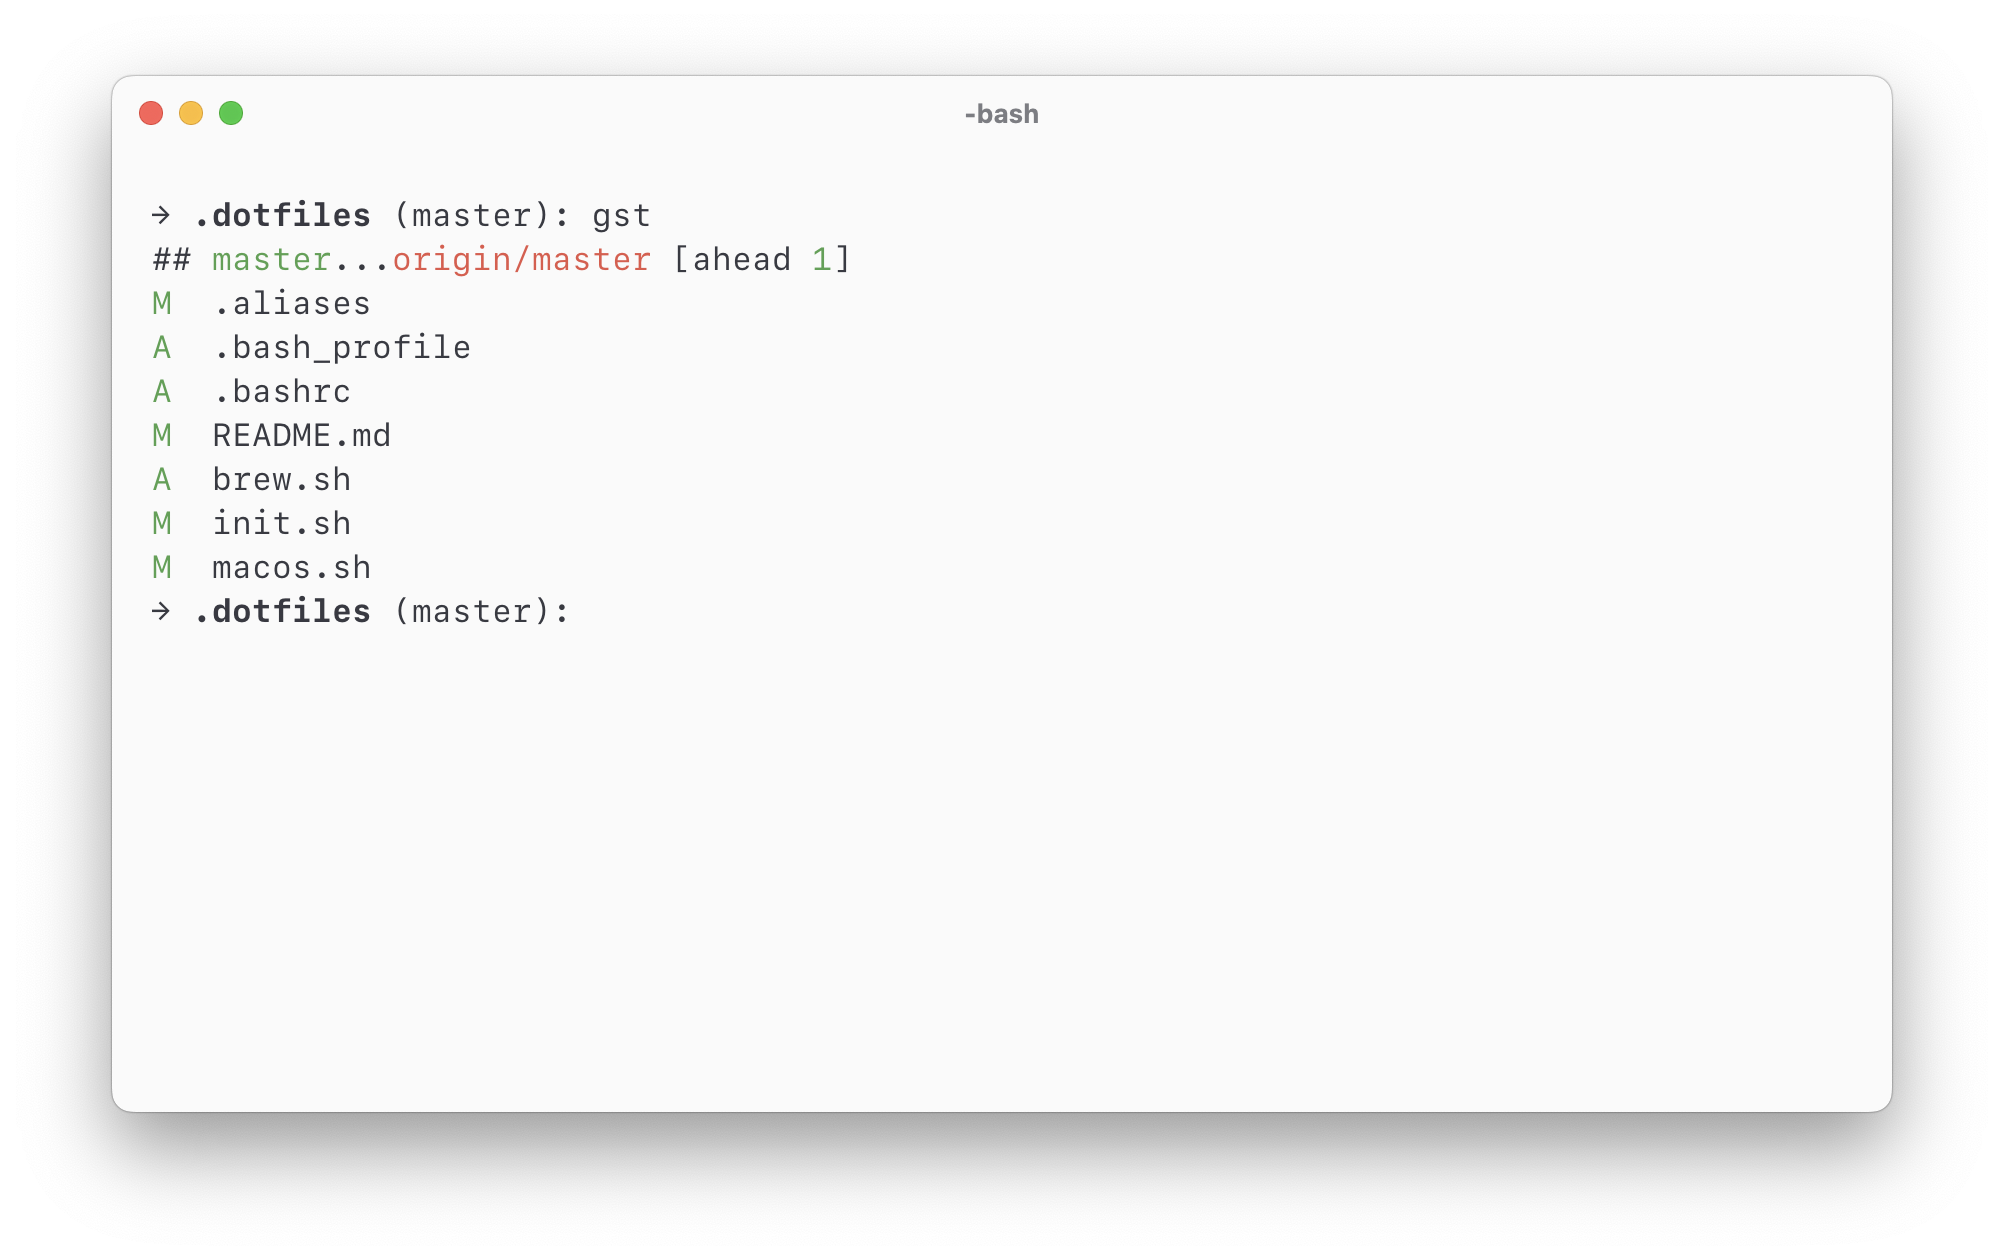 -bash
→ .dotfiles (master): gst
## master...origin/master [ahead 1]
M  .aliases
A  .bash_profile
A  .bashrc
M  README.md
A  brew.sh
M  init.sh
M  macos.sh
→ .dotfiles (master):